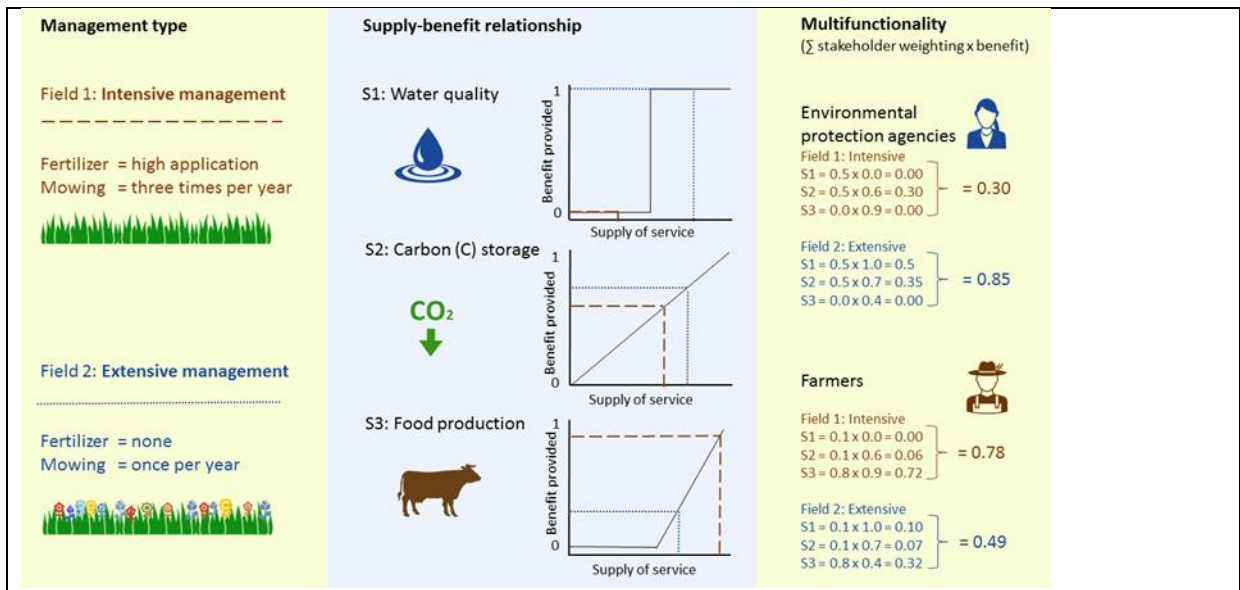 Management type
Field 1: Intensive management
Fertilizer = high application
Mowing = three times per year
Field 2: Extensive management
Fertilizer = none
Mowing = once per year
Supply-benefit relationship
S1: Water quality
Benefit provided
1
0
Supply of service
S2: Carbon (C) storage
CO₂
Benefit provided
1
0
Supply of service
S3: Food production
Benefit provided
1
0
Supply of service
Multifunctionality
(∑ stakeholder weighting x benefit)
Environmental
protection agencies
Field 1: Intensive
S1 = 0.5 x 0.0 = 0.00
S2 = 0.5 x 0.6 = 0.30
S3 = 0.0 x 0.9 = 0.00
= 0.30
Field 2: Extensive
S1 = 0.5 x 1.0 = 0.5
S2 = 0.5 x 0.7 = 0.35
S3 = 0.0 x 0.4 = 0.00
= 0.85
Farmers
Field 1: Intensive
S1 = 0.1 x 0.0 = 0.00
S2 = 0.1 x 0.6 = 0.06
S3 = 0.8 x 0.9 = 0.72
= 0.78
Field 2: Extensive
S1 = 0.1 x 1.0 = 0.10
S2 = 0.1 x 0.7 = 0.07
S3 = 0.8 x 0.4 = 0.32
= 0.49